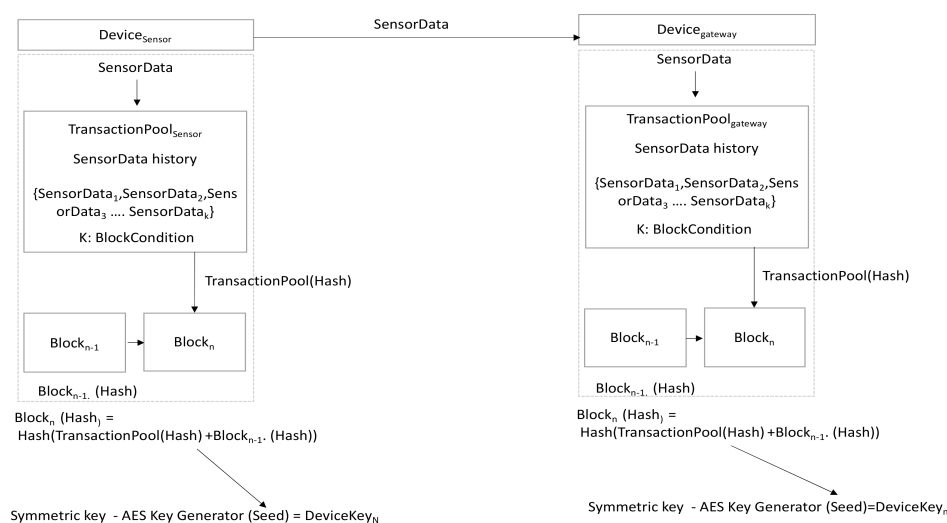 Device_Sensor
SensorData
Device_gateway
SensorData
TransactionPool_Sensor
SensorData history
{SensorData_1,SensorData_2,Sens
orData_3 .... SensorData_k}
K: BlockCondition
TransactionPool(Hash)
Block_n-1
Block_n
Block_n-1. (Hash)
Block_n (Hash_) =
Hash(TransactionPool(Hash) +Block_n-1. (Hash))
Symmetric key - AES Key Generator (Seed) = DeviceKey_N
SensorData
TransactionPool_gateway
SensorData history
{SensorData_1,SensorData_2,Sens
orData_3 .... SensorData_k}
K: BlockCondition
TransactionPool(Hash)
Block_n-1
Block_n
Block_n-1. (Hash)
Block_n (Hash) =
Hash(TransactionPool(Hash) +Block_n-1. (Hash))
Symmetric key - AES Key Generator (Seed)=DeviceKey_n